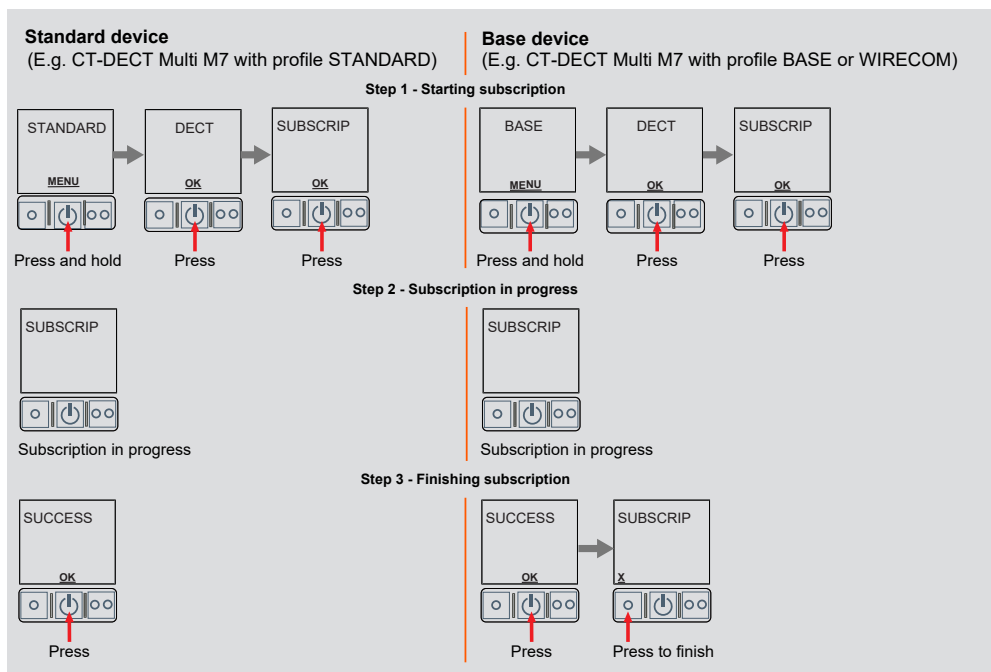 Standard device
(E.g. CT-DECT Multi M7 with profile STANDARD)
Base device
(E.g. CT-DECT Multi M7 with profile BASE or WIRECOM)
Step 1 - Starting subscription
STANDARD
MENU
Press and hold
DECT
OK
Press
SUBSCRIP
OK
Press
BASE
MENU
Press and hold
DECT
OK
Press
SUBSCRIP
OK
Press
Step 2 - Subscription in progress
SUBSCRIP
Subscription in progress
SUBSCRIP
Subscription in progress
Step 3 - Finishing subscription
SUCCESS
OK
Press
SUCCESS
OK
Press
SUBSCRIP
X
Press to finish